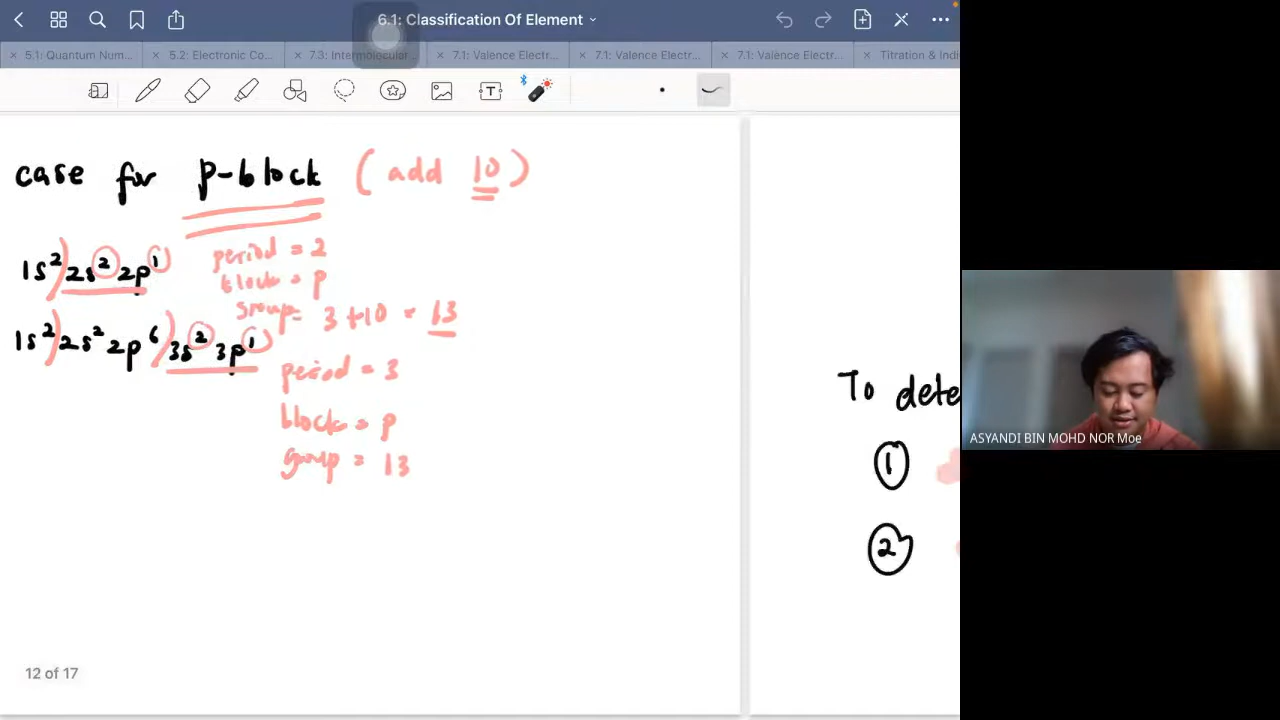 6.1: Classification Of Element
5.1: Quantum Num...
5.2: Electronic Co...
7.3: Intermolecular
7.1: Valence Electr...
7.1: Valence Electr...
7.1: Valence Electr...
Titration & Indi
case for p-block (add 10)
1s²)2s²2p¹
period = 2
block = p
group = 3 + 10 = 13
1s²)2s² 2p⁶)3s² 3p¹
period = 3
block = p
group = 13
To dete
1
2
12 of 17
ASYANDI BIN MOHD NOR Moe